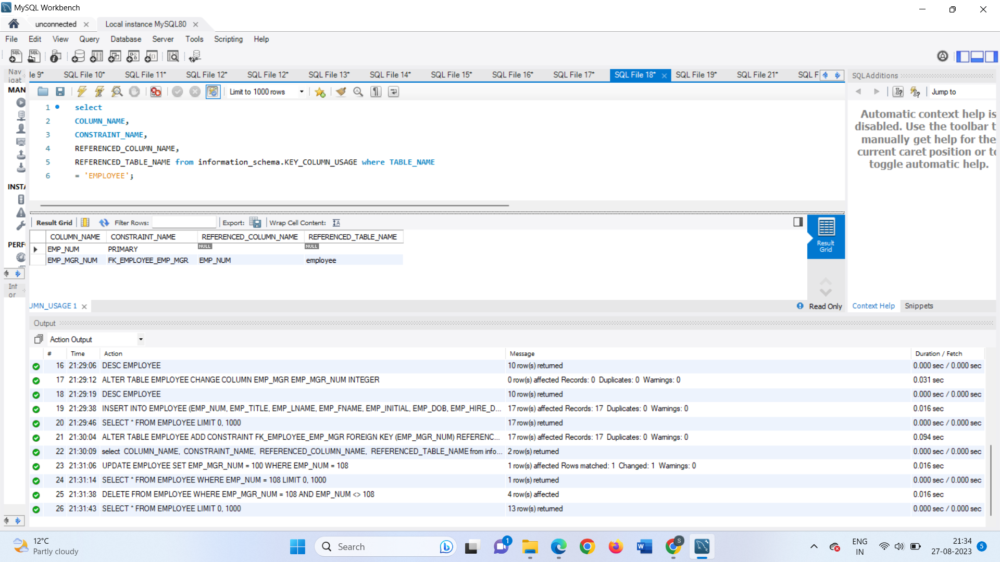 MySQL Workbench
unconnected
Local instance MySQL80
File Edit View Query Database Server Tools Scripting Help
Nav
igat
le 9* SQL File 10* SQL File 11* SQL File 12* SQL File 12* SQL File 13* SQL File 14* SQL File 15* SQL File 16* SQL File 17* SQL File 18* SQL File 19* SQL File 21* SQL F
SQLAdditions
MAN
Limit to 1000 rows
Jump to
1 select
2 COLUMN_NAME,
3 CONSTRAINT_NAME,
4 REFERENCED_COLUMN_NAME,
5 REFERENCED_TABLE_NAME from information_schema.KEY_COLUMN_USAGE where TABLE_NAME
6 = 'EMPLOYEE';
Automatic context help is
disabled. Use the toolbar t
manually get help for the
current caret position or to
toggle automatic help.
INSTA
PERF
Inf
or
Result Grid Filter Rows: Export: Wrap Cell Content:
COLUMN_NAME CONSTRAINT_NAME REFERENCED_COLUMN_NAME REFERENCED_TABLE_NAME
EMP_NUM PRIMARY NULL NULL
EMP_MGR_NUM FK_EMPLOYEE_EMP_MGR EMP_NUM employee
Result
Grid
UMN_USAGE 1
Read Only
Context Help Snippets
Output
Action Output
# Time Action Message Duration / Fetch
16 21:29:06 DESC EMPLOYEE 10 row(s) returned 0.000 sec / 0.000 sec
17 21:29:12 ALTER TABLE EMPLOYEE CHANGE COLUMN EMP_MGR EMP_MGR_NUM INTEGER 0 row(s) affected Records: 0 Duplicates: 0 Warnings: 0 0.031 sec
18 21:29:19 DESC EMPLOYEE 10 row(s) returned 0.000 sec / 0.000 sec
19 21:29:38 INSERT INTO EMPLOYEE (EMP_NUM, EMP_TITLE, EMP_LNAME, EMP_FNAME, EMP_INITIAL, EMP_DOB, EMP_HIRE_D... 17 row(s) affected Records: 17 Duplicates: 0 Warnings: 0 0.016 sec
20 21:29:46 SELECT * FROM EMPLOYEE LIMIT 0, 1000 17 row(s) returned 0.000 sec / 0.000 sec
21 21:30:04 ALTER TABLE EMPLOYEE ADD CONSTRAINT FK_EMPLOYEE_EMP_MGR FOREIGN KEY (EMP_MGR_NUM) REFERENC... 17 row(s) affected Records: 17 Duplicates: 0 Warnings: 0 0.094 sec
22 21:30:09 select COLUMN_NAME, CONSTRAINT_NAME, REFERENCED_COLUMN_NAME, REFERENCED_TABLE_NAME from info... 2 row(s) returned 0.000 sec / 0.000 sec
23 21:31:06 UPDATE EMPLOYEE SET EMP_MGR_NUM = 100 WHERE EMP_NUM = 108 1 row(s) affected Rows matched: 1 Changed: 1 Warnings: 0 0.016 sec
24 21:31:14 SELECT * FROM EMPLOYEE WHERE EMP_NUM = 108 LIMIT 0, 1000 1 row(s) returned 0.000 sec / 0.000 sec
25 21:31:38 DELETE FROM EMPLOYEE WHERE EMP_MGR_NUM = 108 AND EMP_NUM <> 108 4 row(s) affected 0.016 sec
26 21:31:43 SELECT * FROM EMPLOYEE LIMIT 0, 1000 13 row(s) returned 0.000 sec / 0.000 sec
12°C
Partly cloudy
Search
1
S
ENG
IN
21:34
27-08-2023
5